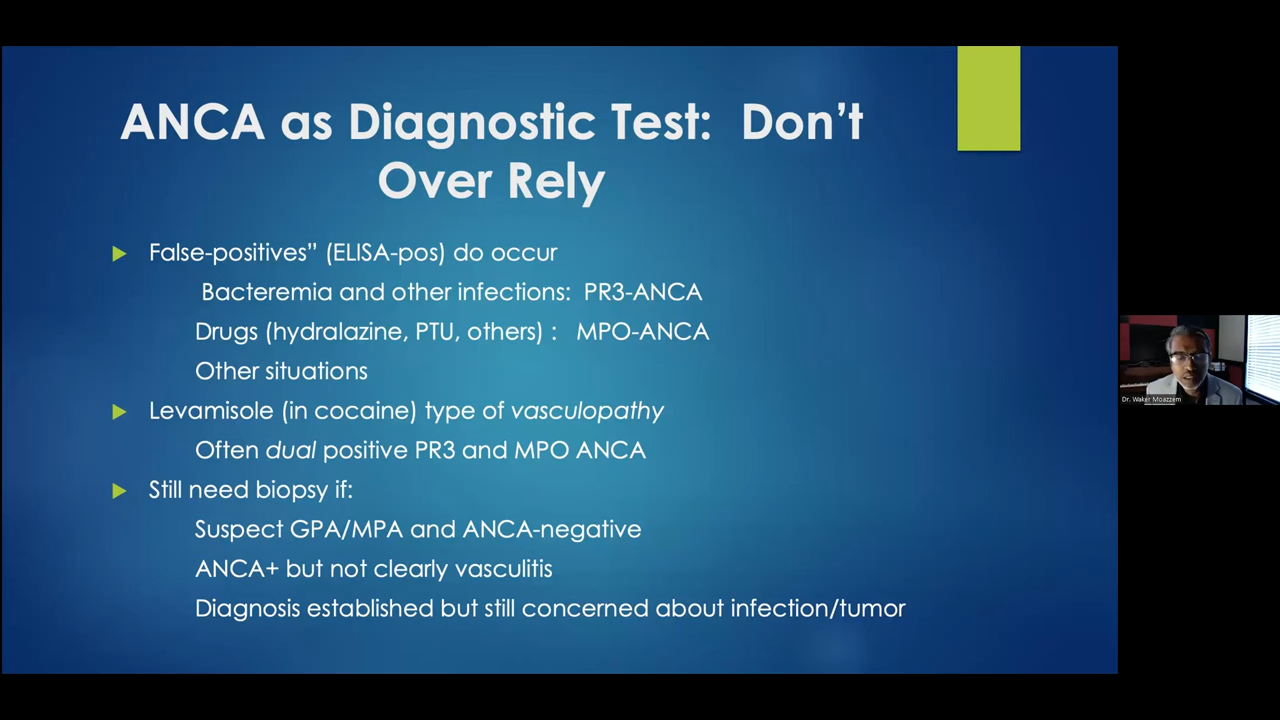 ANCA as Diagnostic Test:  Don’t
Over Rely
False-positives” (ELISA-pos) do occur
Bacteremia and other infections:  PR3-ANCA
Drugs (hydralazine, PTU, others) :   MPO-ANCA
Other situations
Levamisole (in cocaine) type of vasculopathy
Often dual positive PR3 and MPO ANCA
Still need biopsy if:
Suspect GPA/MPA and ANCA-negative
ANCA+ but not clearly vasculitis
Diagnosis established but still concerned about infection/tumor
Dr. Waker Moazzem